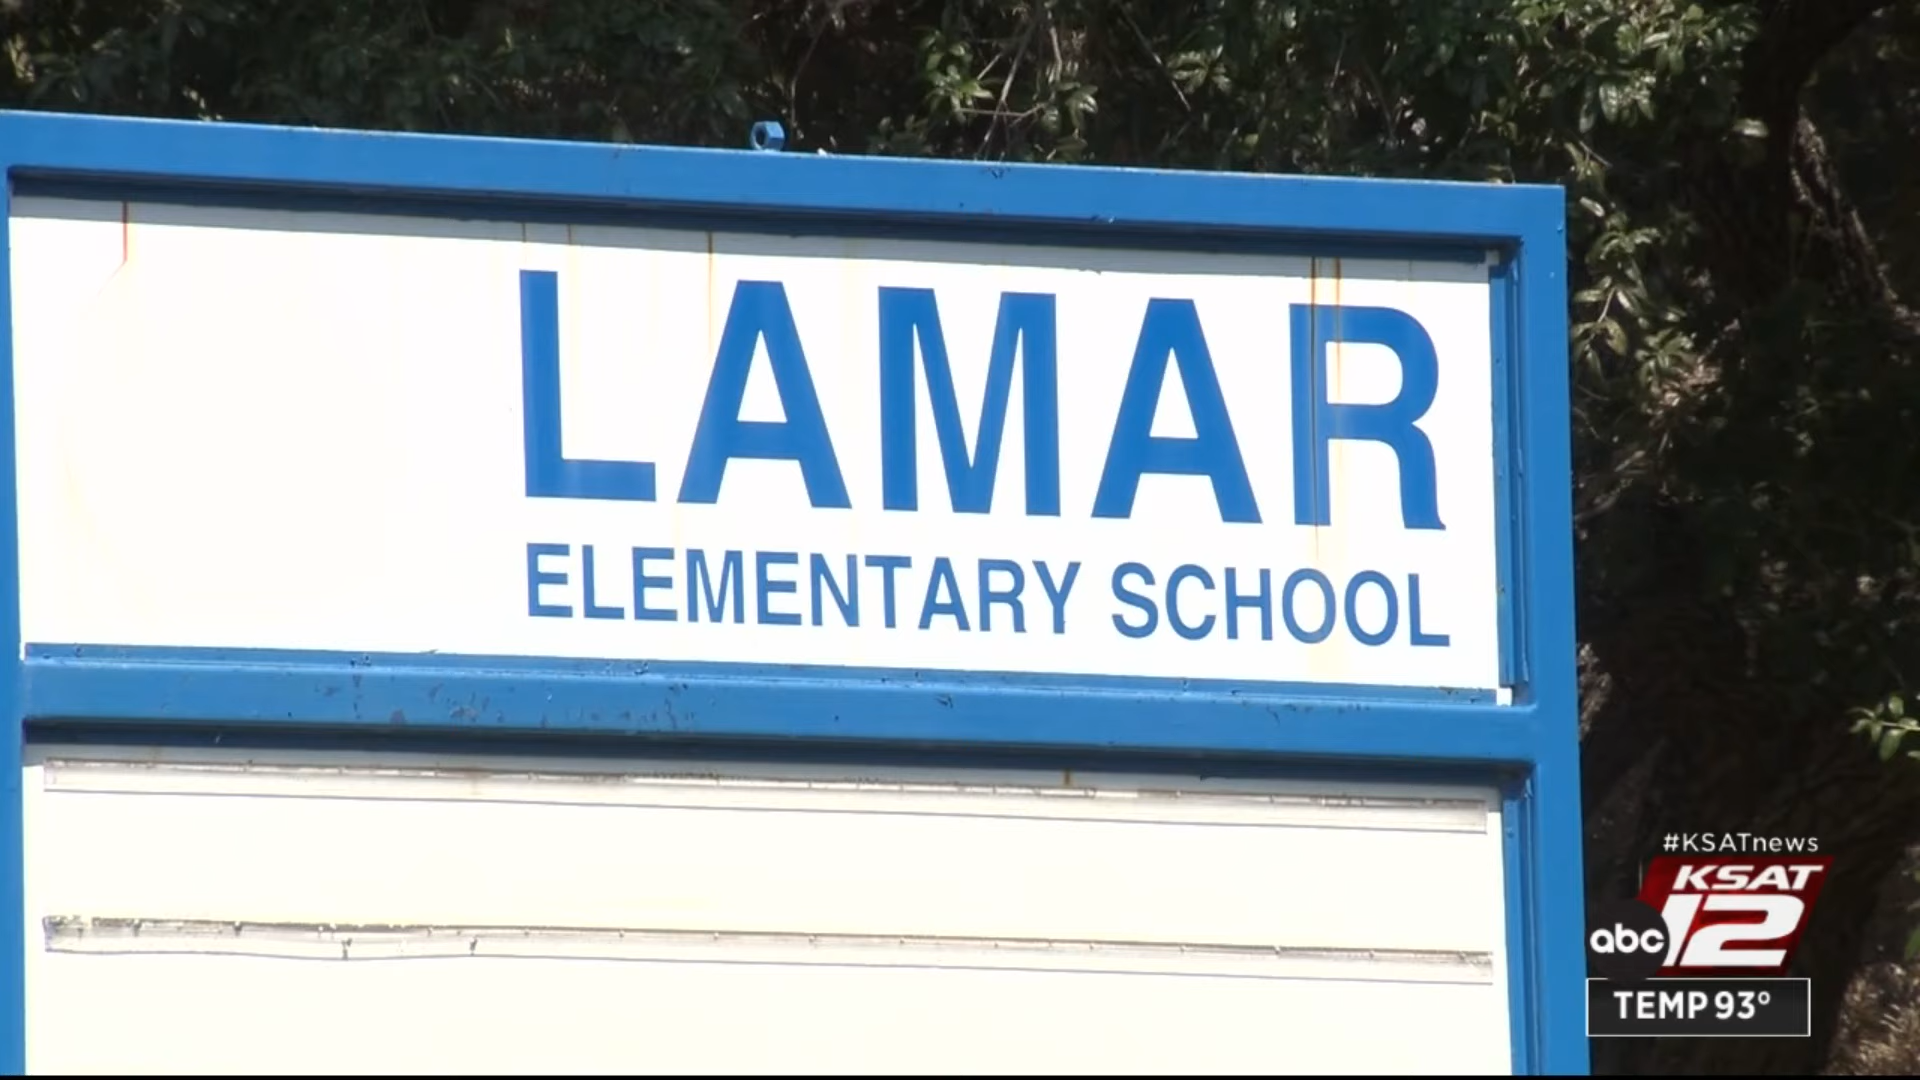 LAMAR
ELEMENTARY SCHOOL
#KSATnews
KSAT
abc 12
TEMP 93°